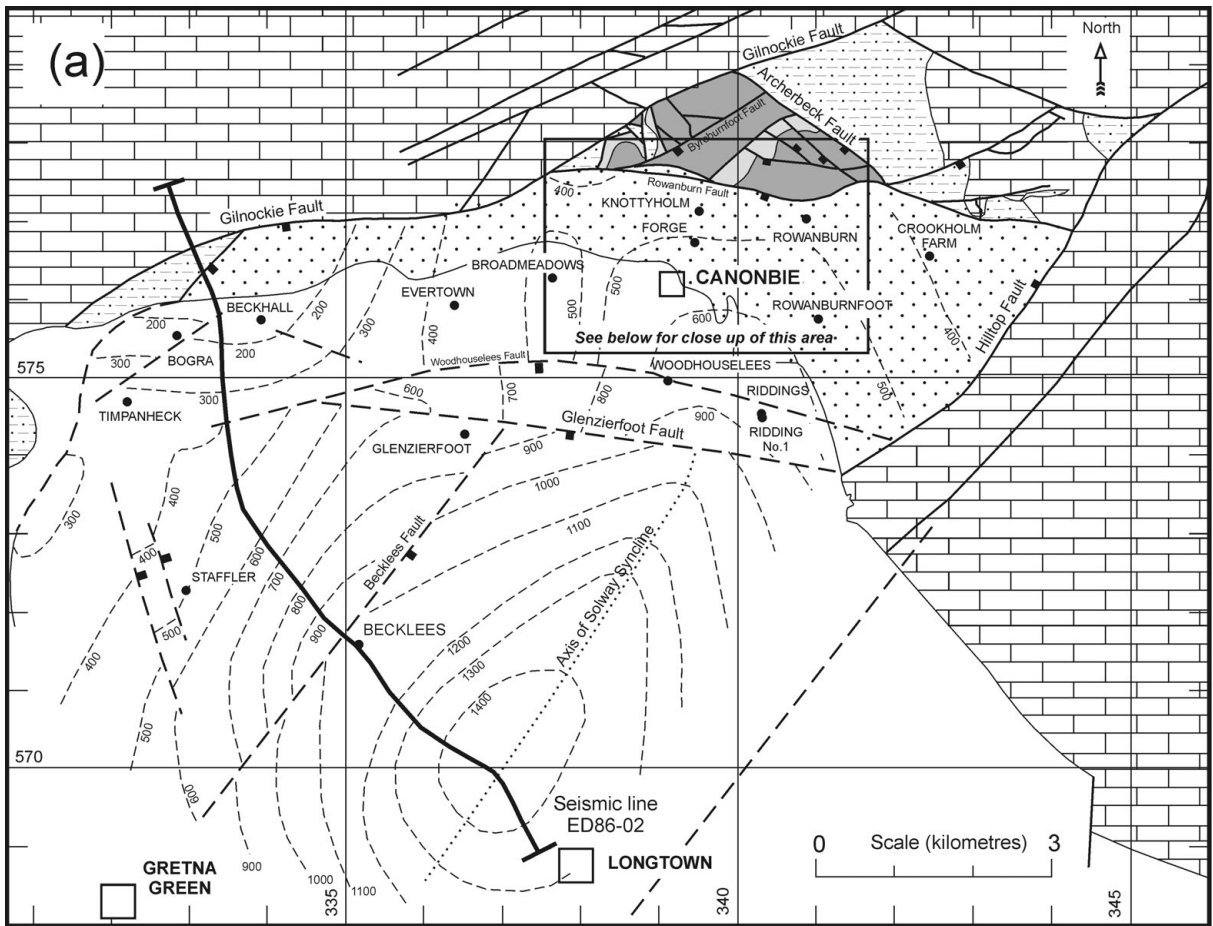 (a)
North
Gilnockie Fault
Archerbeck Fault
Byreburnfoot Fault
Rowanburn Fault
400
KNOTTYHOLM
Gilnockie Fault
FORGE
ROWANBURN
CROOKHOLM
FARM
BROADMEADOWS
CANONBIE
500
500
EVERTOWN
200
300
400
BECKHALL
ROWANBURNFOOT
600
400
Hilltop Fault
200
200
BOGRA
See below for close up of this area
300
Woodhouselees Fault
WOODHOUSELEES
575
500
TIMPANHECK
300
600
700
800
RIDDINGS
900
RIDDING
No.1
Glenzierfoot Fault
GLENZIERFOOT
900
1000
400
300
500
1100
600
400
700
Becklees Fault
STAFFLER
800
500
900
BECKLEES
Axis of Solway Syncline
400
1200
1300
1400
500
570
600
Seismic line
ED86-02
0
Scale (kilometres)
3
GRETNA
GREEN
900
1000
1100
LONGTOWN
335
340
345